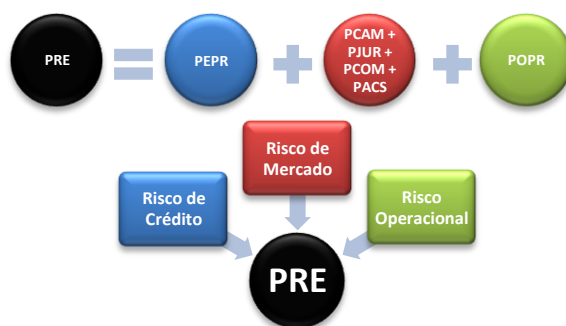 PRE
PEPR
PCAM +
PJUR +
PCOM +
PACS
POPR
Risco de
Mercado
Risco de
Crédito
Risco
Operacional
PRE